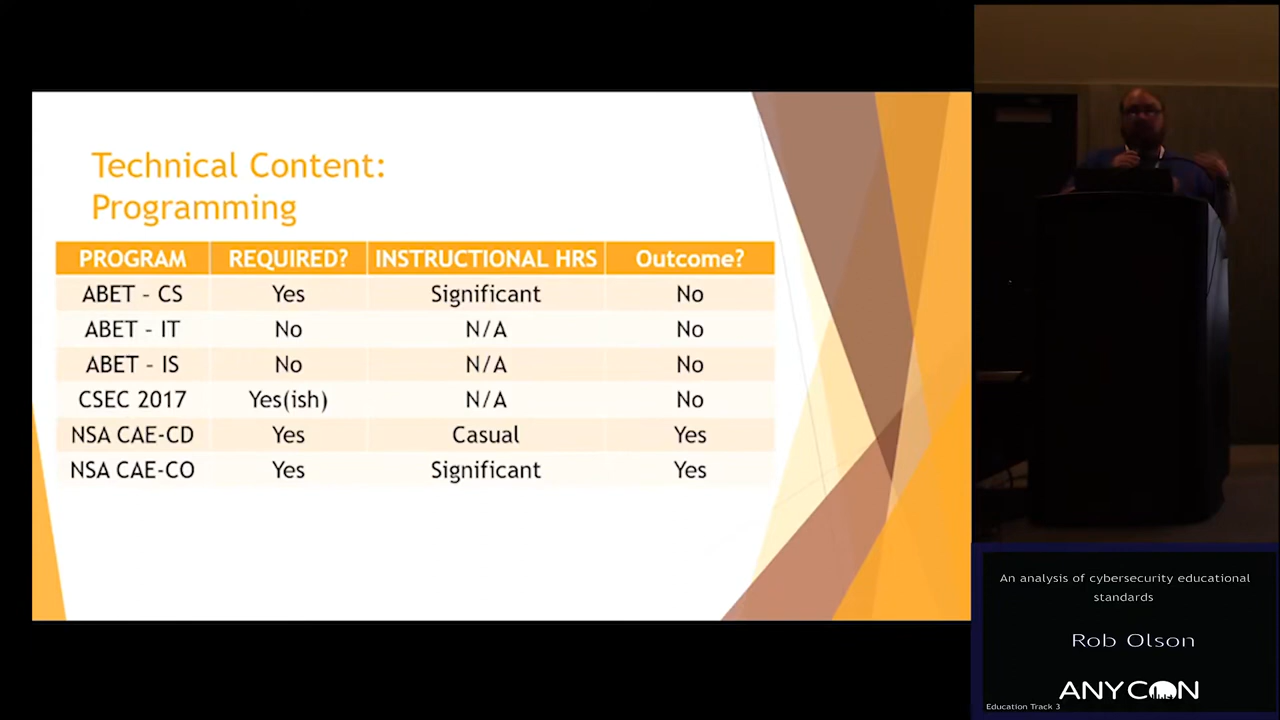 Technical Content:
Programming
PROGRAM REQUIRED? INSTRUCTIONAL HRS Outcome?
ABET - CS Yes Significant No
ABET - IT No N/A No
ABET - IS No N/A No
CSEC 2017 Yes(ish) N/A No
NSA CAE-CD Yes Casual Yes
NSA CAE-CO Yes Significant Yes
An analysis of cybersecurity educational
standards
Rob Olson
ANYCON
Education Track 3